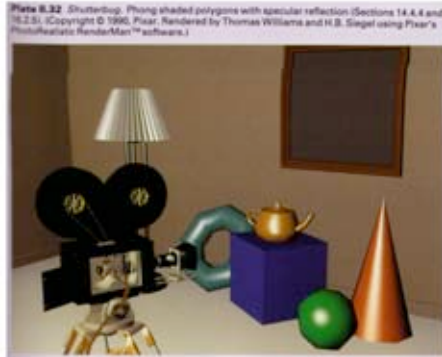 Plate II.32 Shutterbug. Phong shaded polygons with specular reflection (Sections 14.4.4 and
16.2.5). (Copyright © 1990, Pixar. Rendered by Thomas Williams and H.B. Siegel using Pixar's
PhotoRealistic RenderMan™ software.)